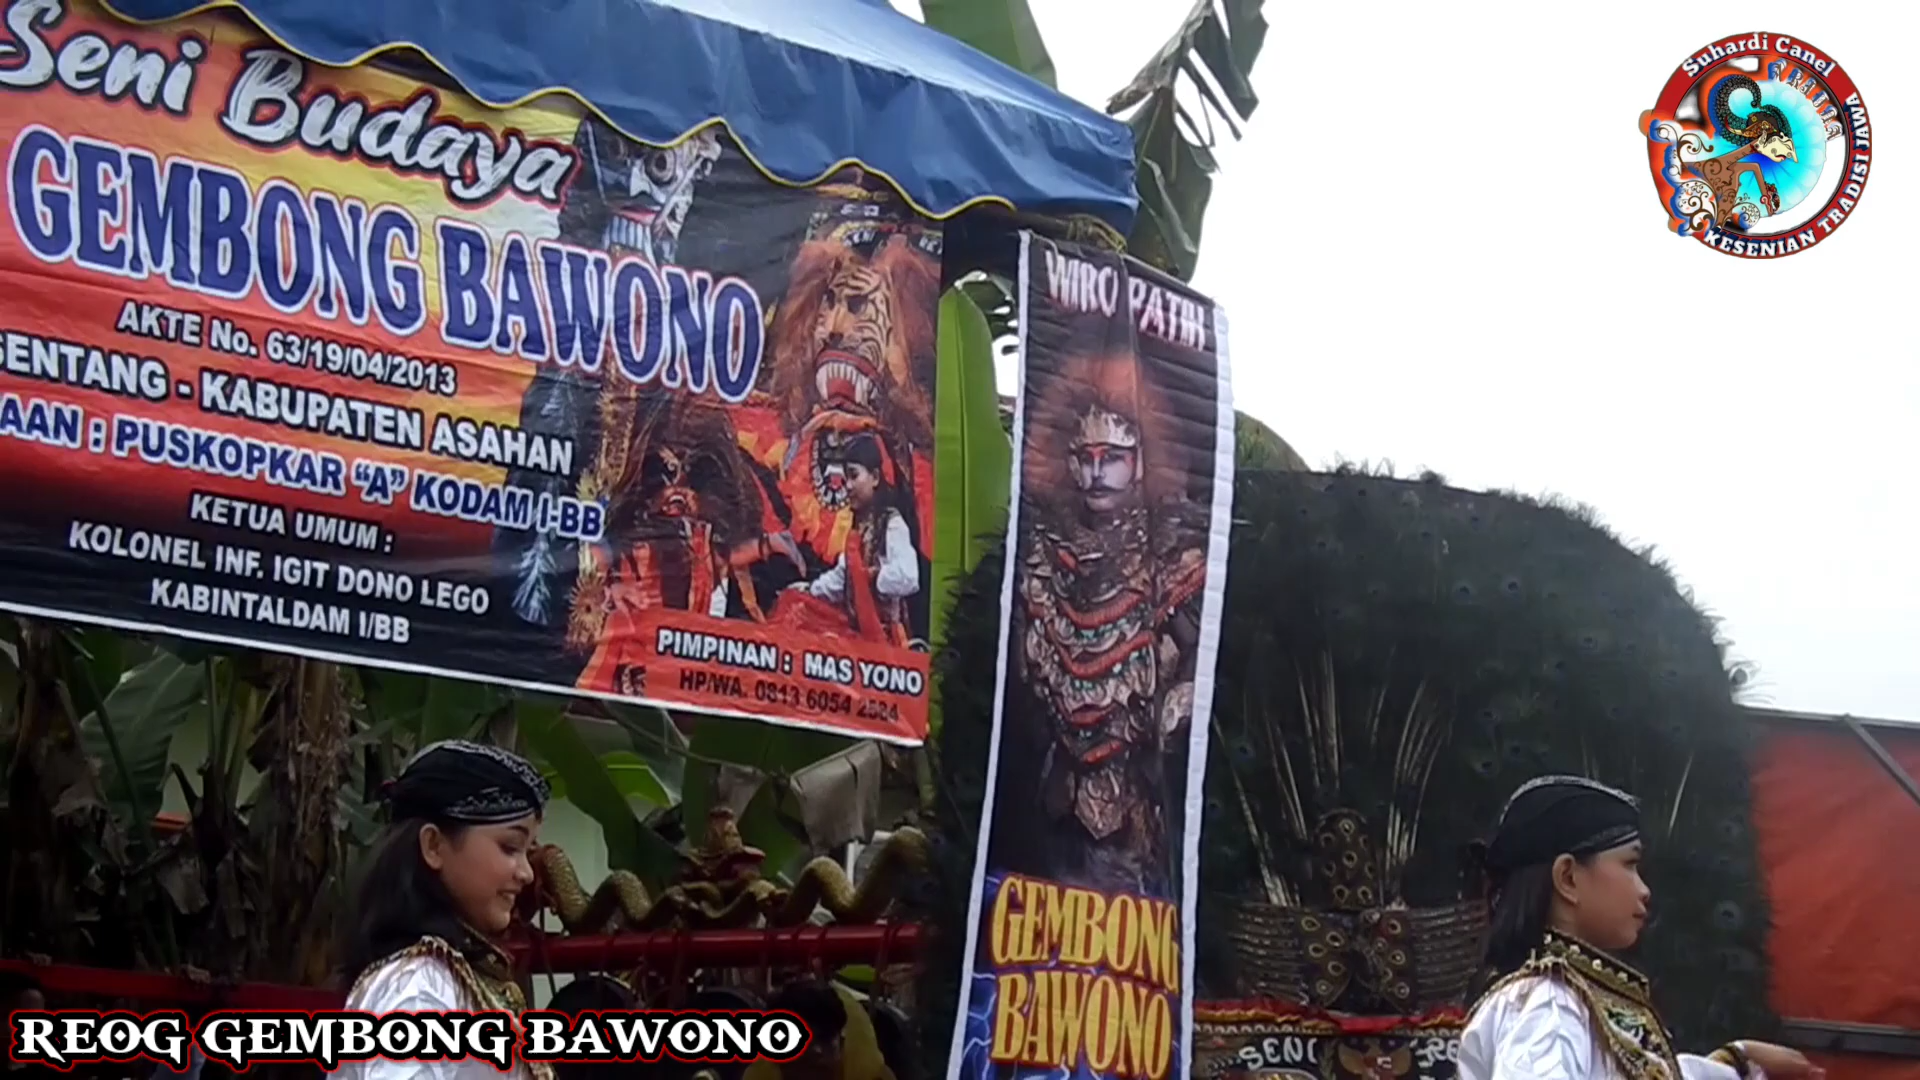 Seni Budaya
GEMBONG BAWONO
AKTE No. 63/19/04/2013
SENTANG - KABUPATEN ASAHAN
AAN : PUSKOPKAR "A" KODAM I-BB
KETUA UMUM :
KOLONEL INF. IGIT DONO LEGO
KABINTALDAM I/BB
PIMPINAN : MAS YONO
HP/WA. 0813 6054 2584
WIRO PATIH
GEMBONG
BAWONO
SENI
RE
Suhardi Canel
KESENIAN TRADISI JAWA
REOG GEMBONG BAWONO